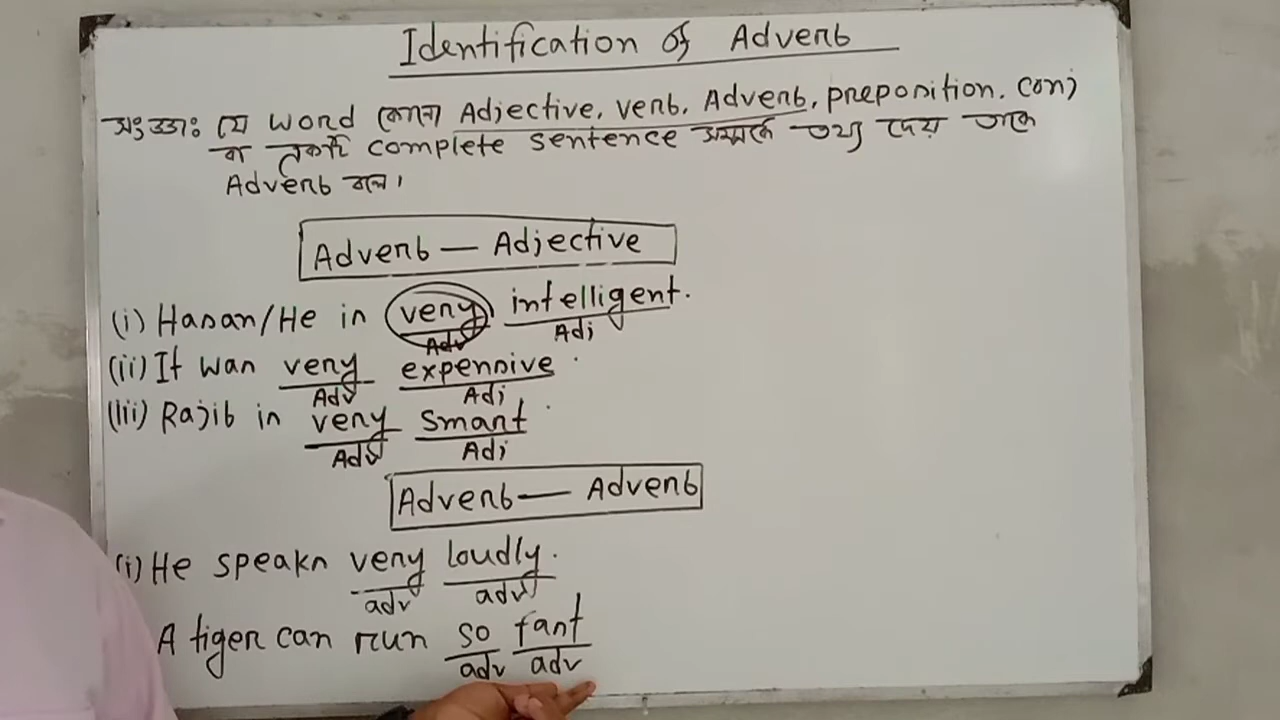 Identification of Adverb
সংজ্ঞাঃ যে word কোনো Adjective, verb, Adverb, preposition, conj
বা একটি complete sentence সম্পর্কে তথ্য দেয় তাকে
Adverb বলে।
Adverb — Adjective
(i) Hasan/He is very intelligent.
Adv Adj
(ii) It was very expensive.
Adv Adj
(iii) Rajib is very smart.
Adv Adj
Adverb — Adverb
(i) He speaks very loudly.
adv adv
A tiger can run so fast
adv adv